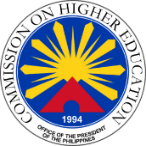 COMMISSION ON HIGHER EDUCATION
1994
OFFICE OF THE PRESIDENT
OF THE PHILIPPINES